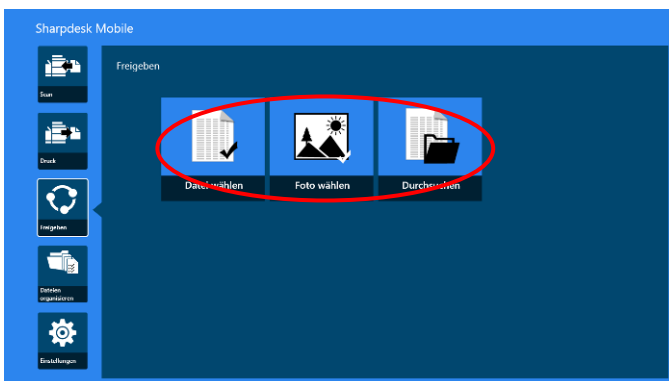 Sharpdesk Mobile
Scan
Freigeben
Druck
Datei wählen
Foto wählen
Durchsuchen
Freigeben
Dateien
organisieren
Einstellungen